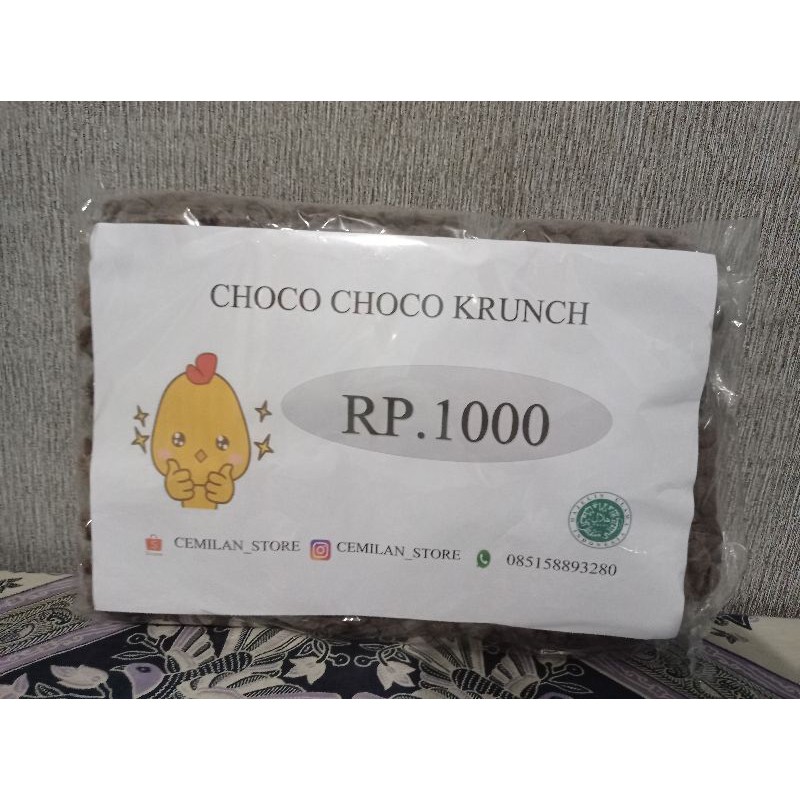 CHOCO CHOCO KRUNCH
RP.1000
CEMILAN_STORE CEMILAN_STORE 085158893280